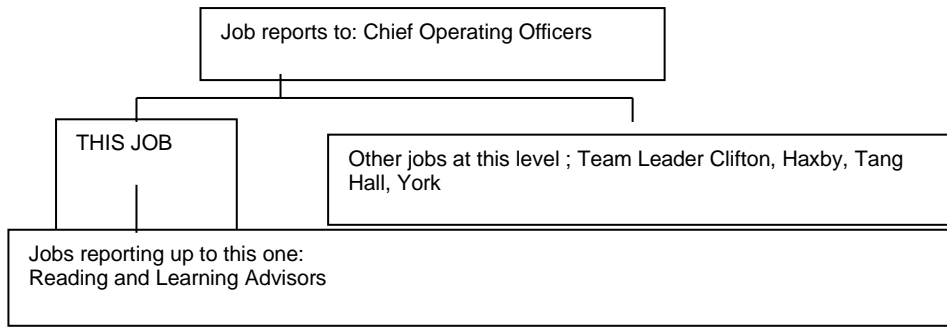 Job reports to: Chief Operating Officers
THIS JOB
Other jobs at this level ; Team Leader Clifton, Haxby, Tang
Hall, York
Jobs reporting up to this one:
Reading and Learning Advisors